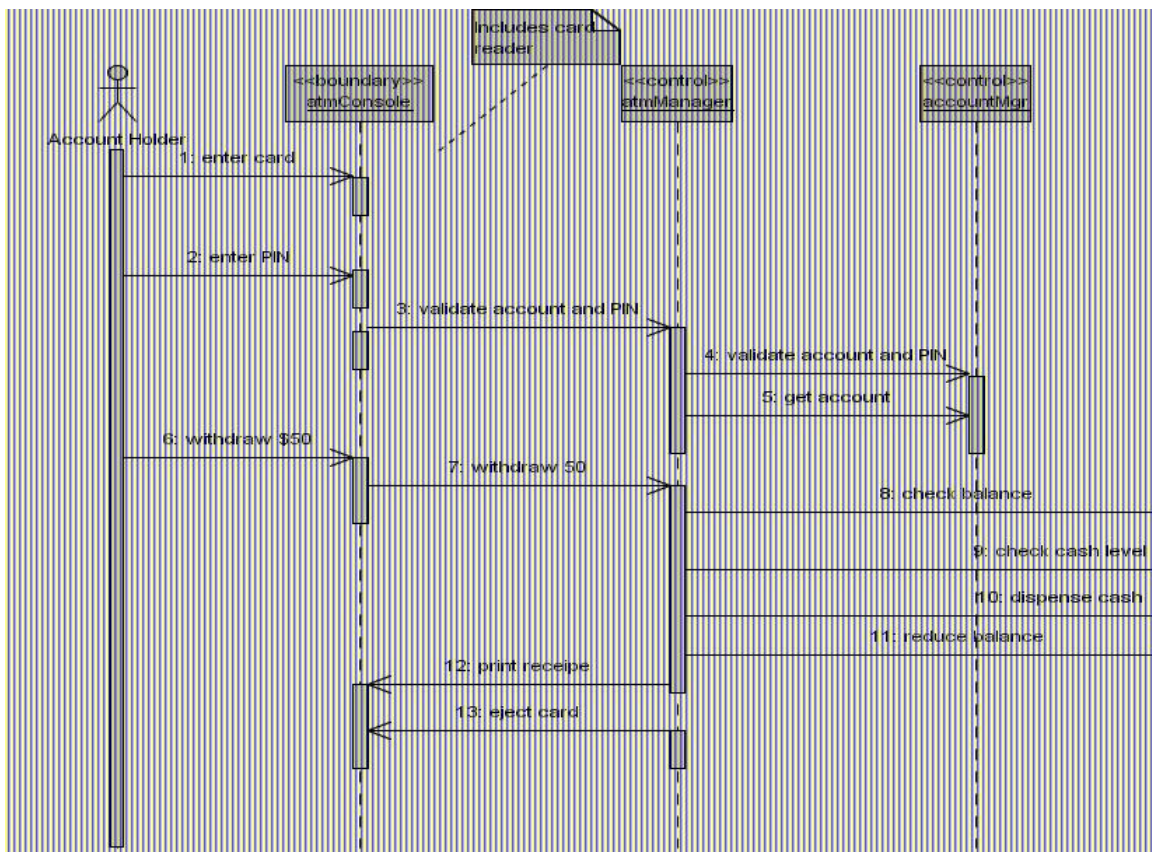 Includes card
reader
<<boundary>>
atmConsole
<<control>>
atmManager
<<control>>
accountMgr
Account Holder
1: enter card
2: enter PIN
3: validate account and PIN
4: validate account and PIN
5: get account
6: withdraw $50
7: withdraw 50
8: check balance
9: check cash level
10: dispense cash
11: reduce balance
12: print receipe
13: eject card